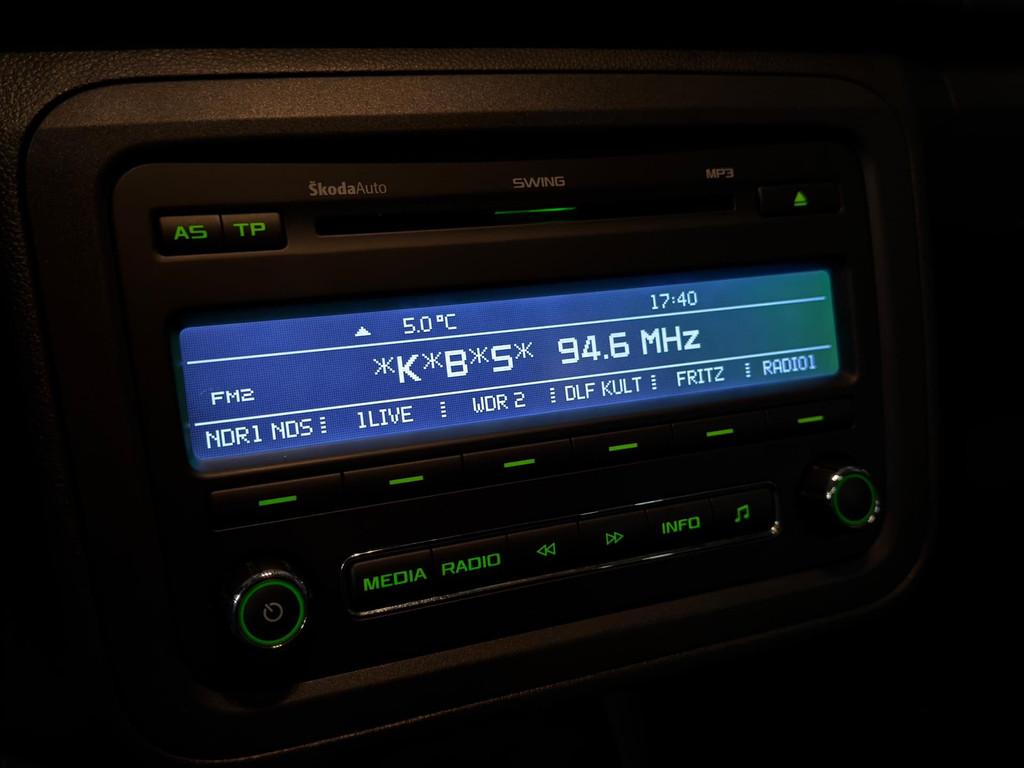 ŠkodaAuto SWING MP3
AS TP
5.0 °C 17:40
*K*B*S* 94.6 MHz
FM2
NDR1 NDS 1LIVE WDR 2 DLF KULT FRITZ RADIO1
MEDIA RADIO INFO